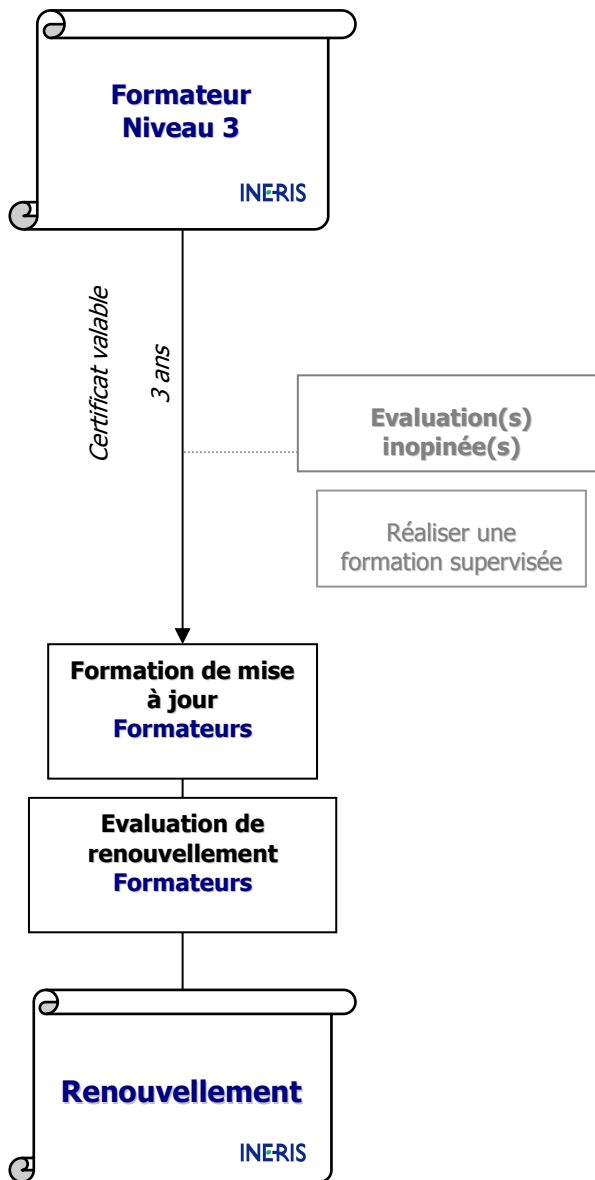 Formateur
Niveau 3
INERIS
Certificat valable
3 ans
Evaluation(s)
inopinée(s)
Réaliser une
formation supervisée
Formation de mise
à jour
Formateurs
Evaluation de
renouvellement
Formateurs
Renouvellement
INERIS